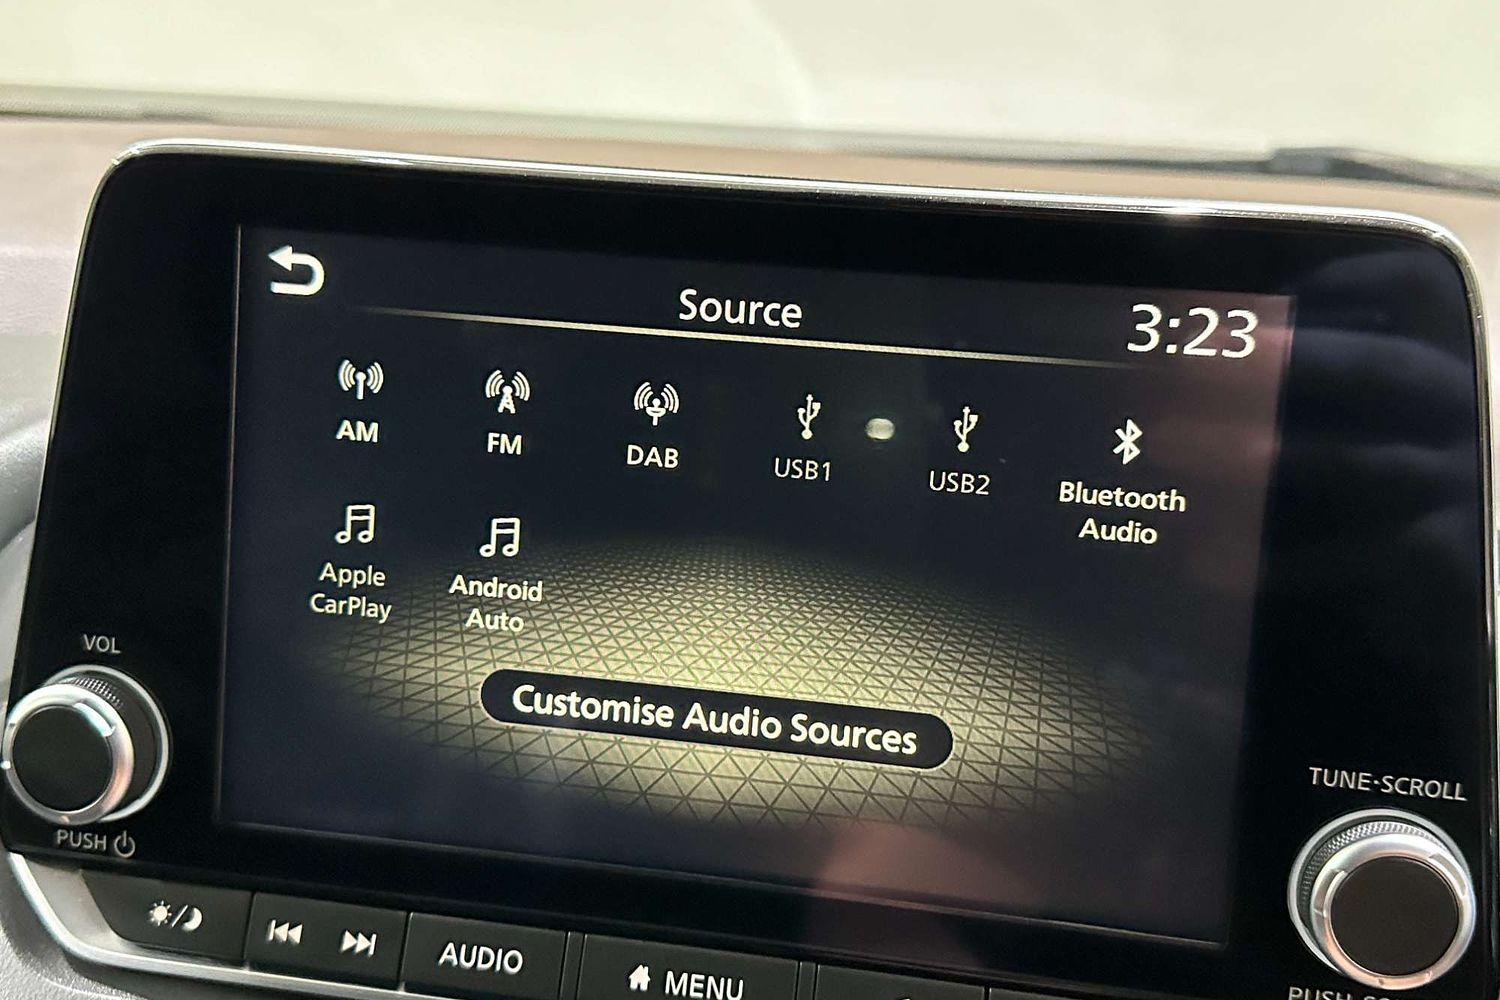 Source
3:23
AM
FM
DAB
USB1
USB2
Bluetooth
Audio
Apple
CarPlay
Android
Auto
Customise Audio Sources
VOL
PUSH
TUNE·SCROLL
AUDIO
MENU
PUSH